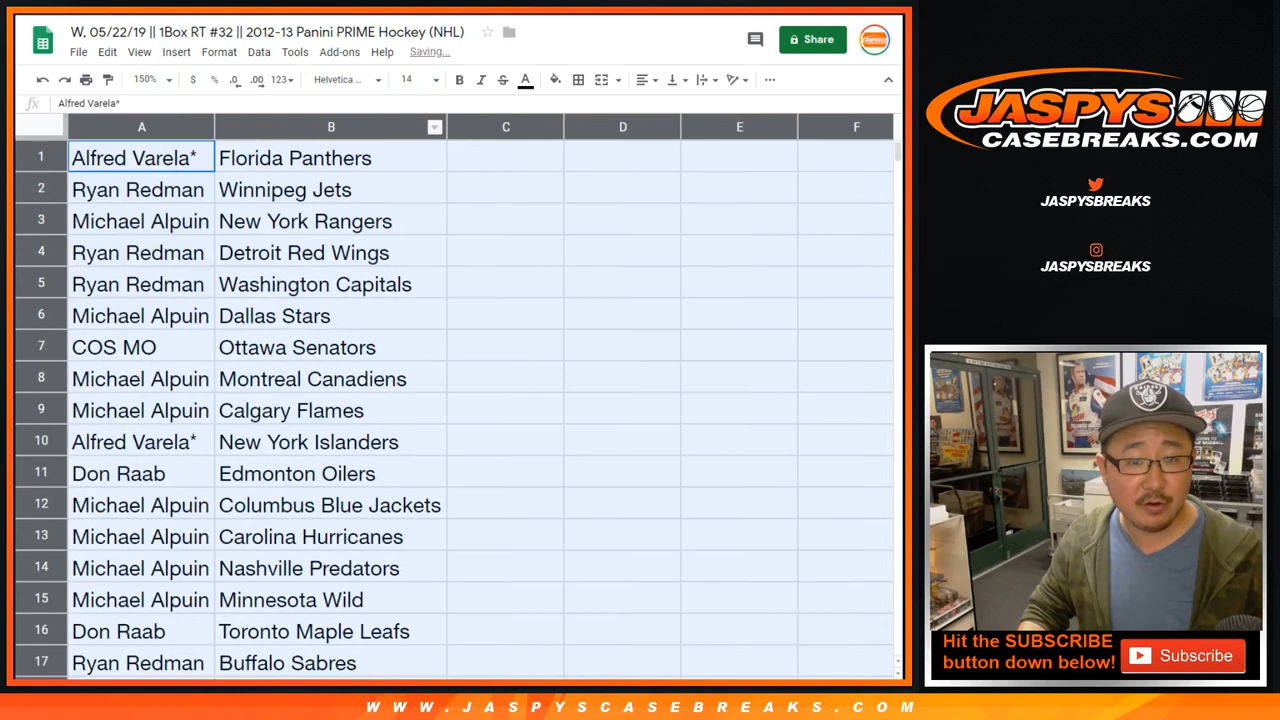 W, 05/22/19 || 1Box RT #32 || 2012-13 Panini PRIME Hockey (NHL)
File Edit View Insert Format Data Tools Add-ons Help Saving...
Share
150% $ % .0 .00 123 Helvetica ... 14 B I S A
fx Alfred Varela*
A B C D E F
1 Alfred Varela* Florida Panthers
2 Ryan Redman Winnipeg Jets
3 Michael Alpuin New York Rangers
4 Ryan Redman Detroit Red Wings
5 Ryan Redman Washington Capitals
6 Michael Alpuin Dallas Stars
7 COS MO Ottawa Senators
8 Michael Alpuin Montreal Canadiens
9 Michael Alpuin Calgary Flames
10 Alfred Varela* New York Islanders
11 Don Raab Edmonton Oilers
12 Michael Alpuin Columbus Blue Jackets
13 Michael Alpuin Carolina Hurricanes
14 Michael Alpuin Nashville Predators
15 Michael Alpuin Minnesota Wild
16 Don Raab Toronto Maple Leafs
17 Ryan Redman Buffalo Sabres
JASPYS
CASEBREAKS.COM
JASPYSBREAKS
JASPYSBREAKS
RAIDERS
Hit the SUBSCRIBE
button down below!
Subscribe
WWW.JASPYSCASEBREAKS.COM